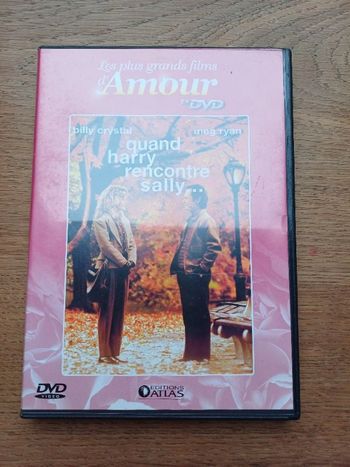 Les plus grands films
d'Amour
en DVD
billy crystal meg ryan
quand
harry
rencontre
sally...
DVD
VIDEO
EDITIONS
ATLAS